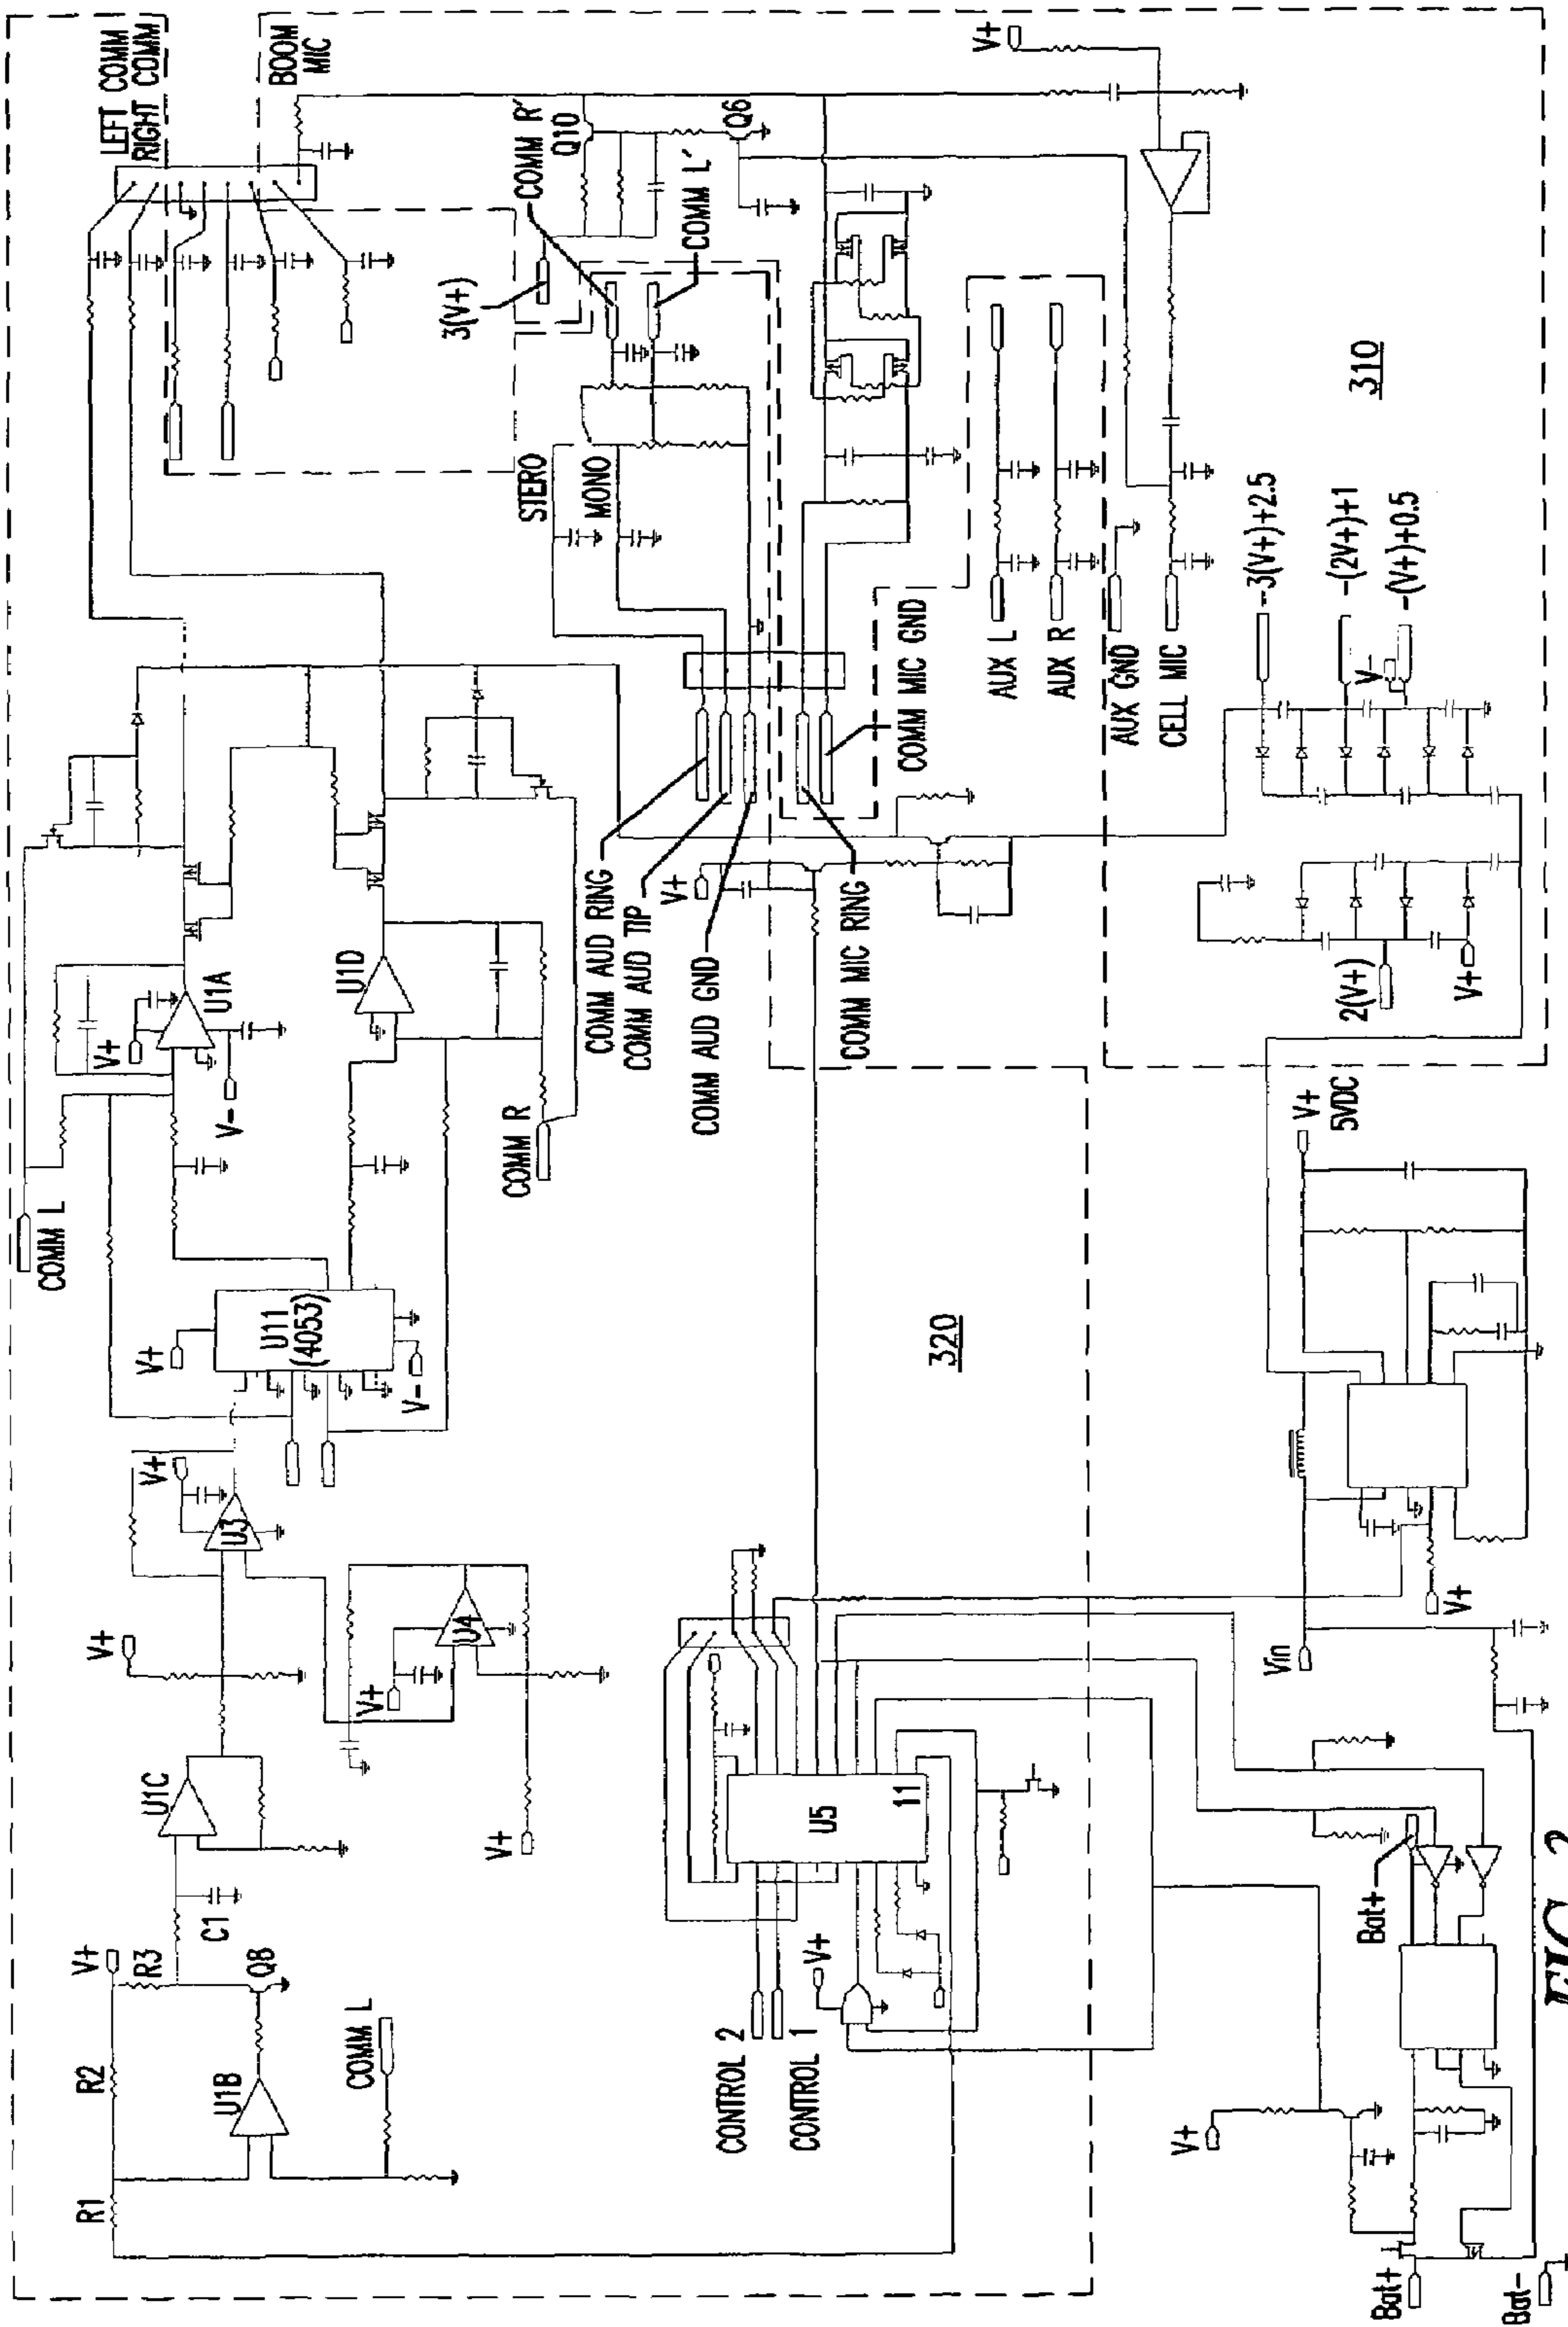 LEFT COMM
RIGHT COMM
BOOM
MIC
COMM L
V+
V-
U1A
U1D
COMM R
U11
(4053)
V+
V-
V+
U3
V+
U4
V+
V+
U1C
C1
V+
R3
Q8
R2
R1
U1B
COMM L
3(V+)
COMM R'
Q10
Q6
COMM L'
V+
STERO
MONO
COMM AUD RING
COMM AUD TIP
COMM AUD GND
V+
COMM MIC RING
COMM MIC GND
AUX L
AUX R
AUX GND
CELL MIC
310
320
-3(V+)+2.5
-(2V+)+1
V-
-(V+)+0.5
2(V+)
V+
V+
5VDC
Vin
V+
U5
11
CONTROL 2
CONTROL 1
V+
V+
Bat+
Bat+
Bat-